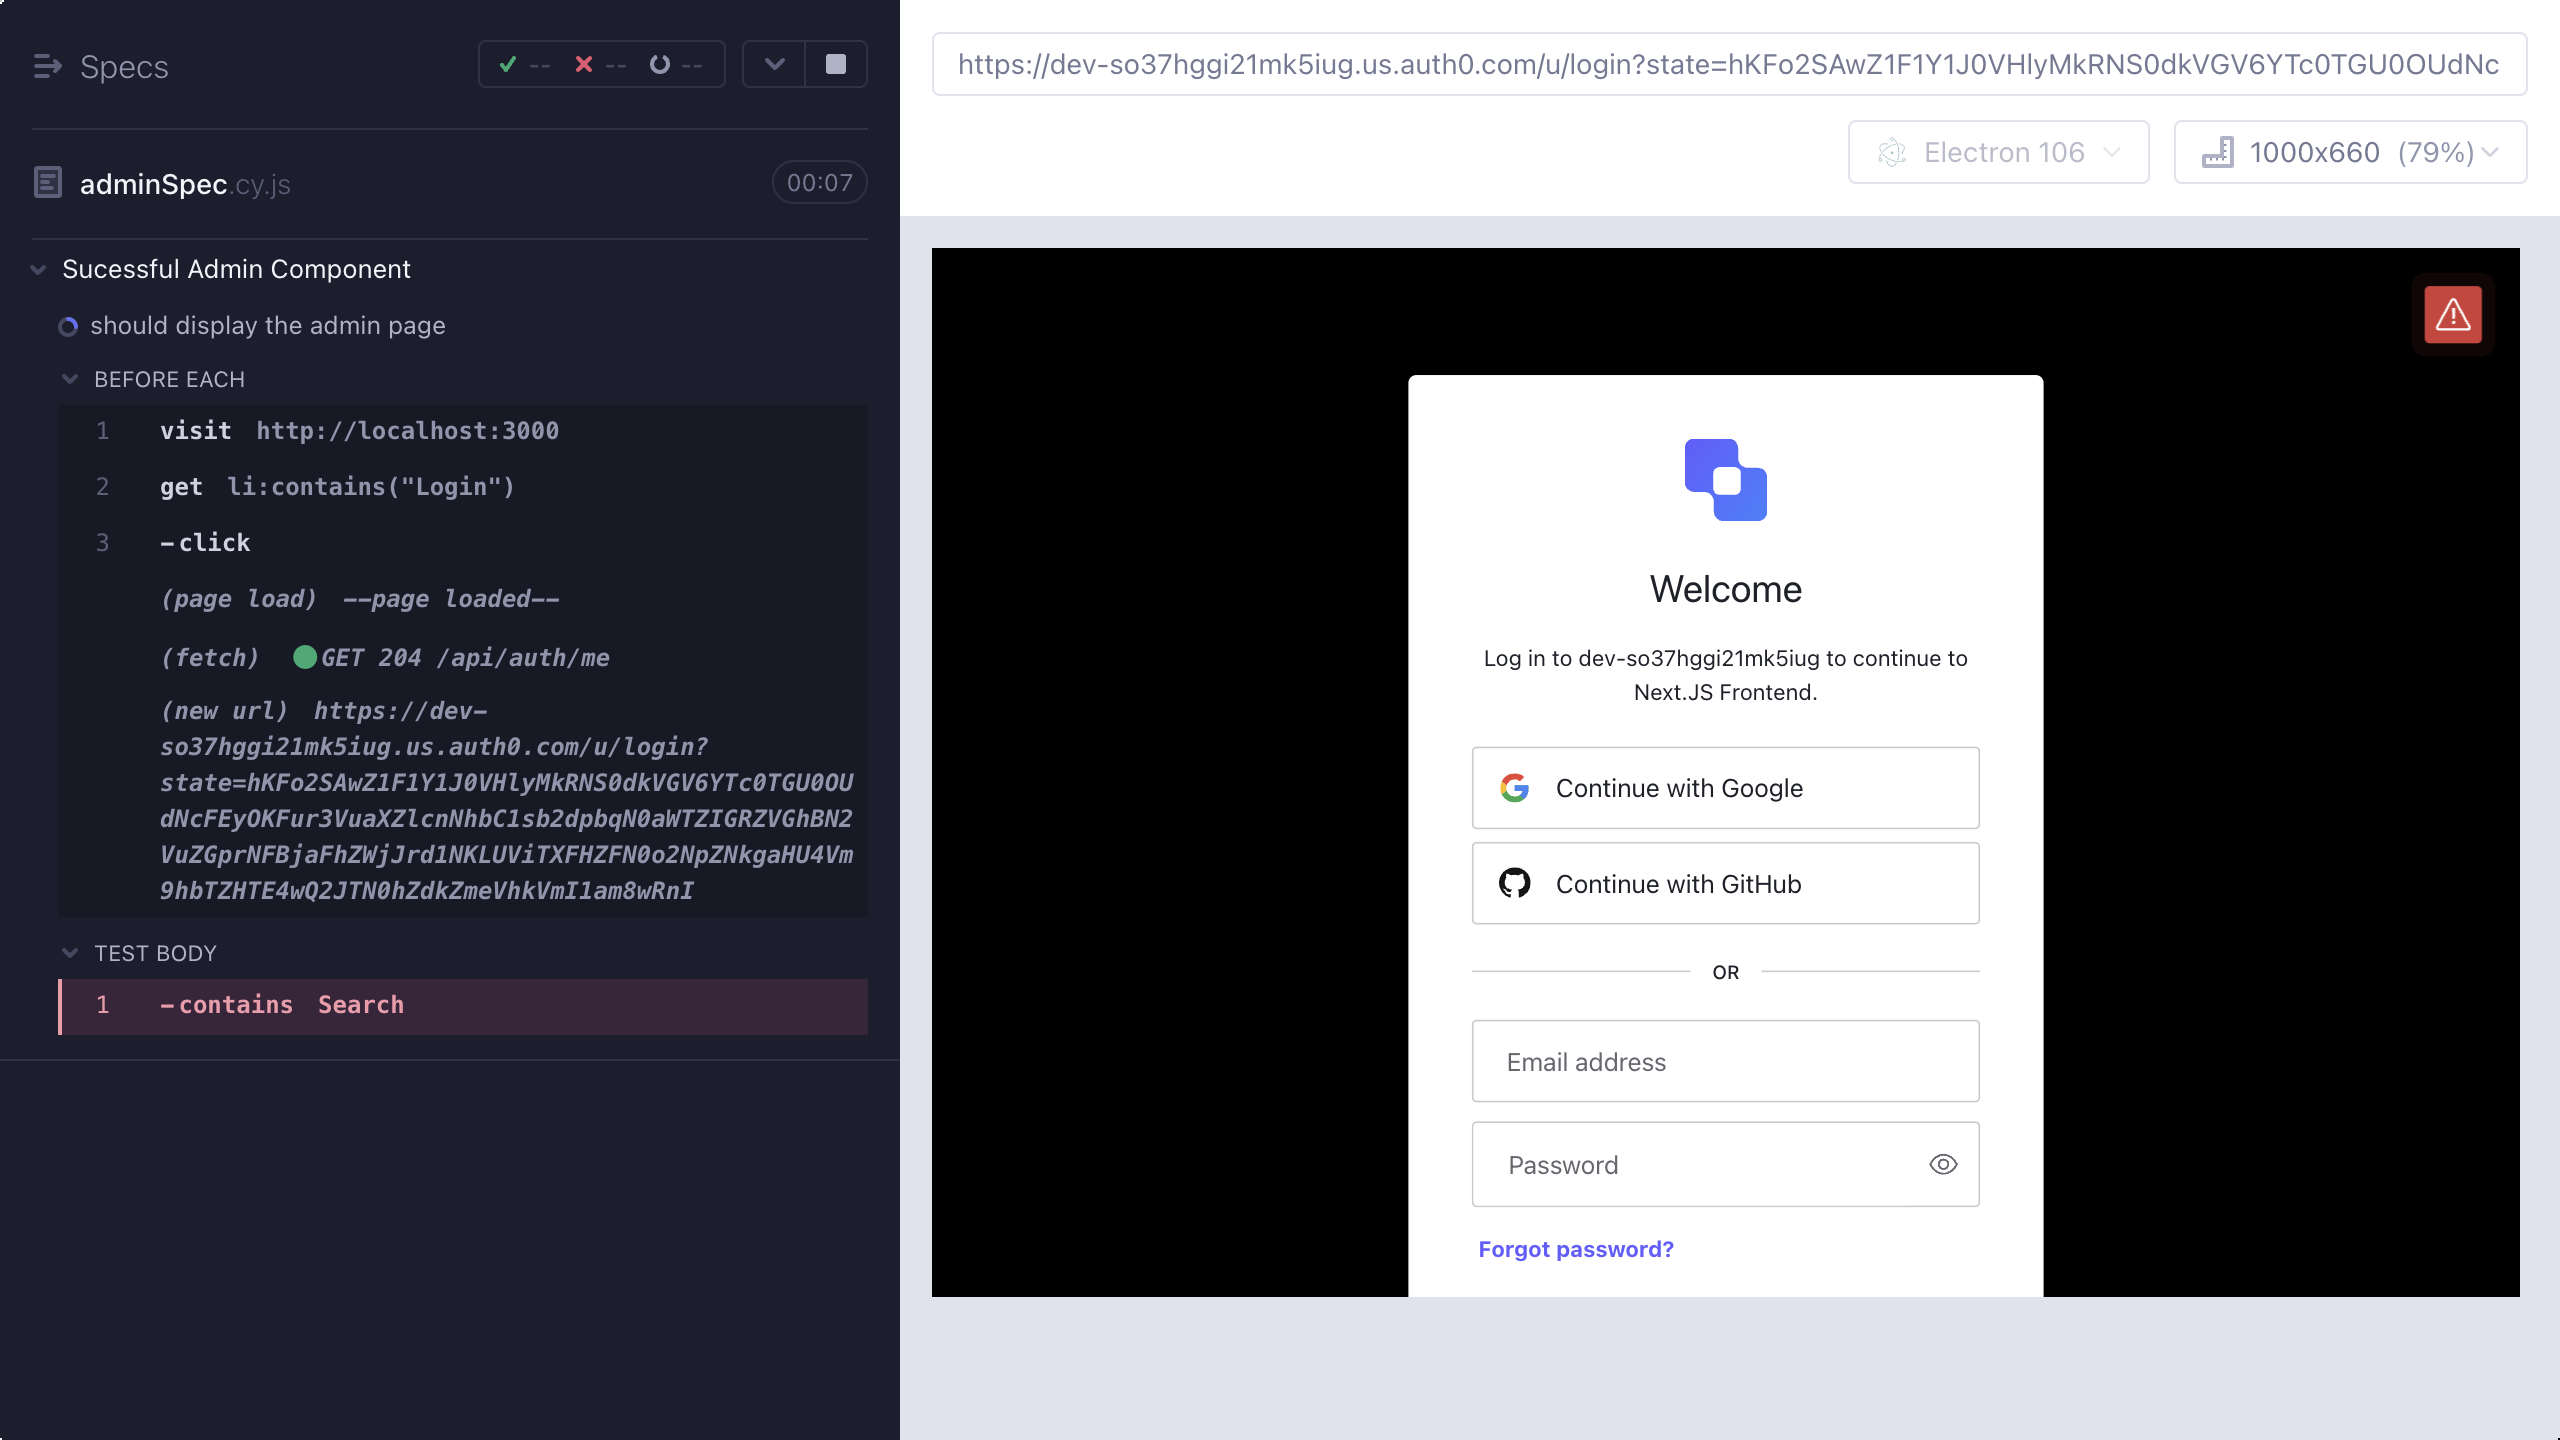 Specs
-- -- --
adminSpec.cy.js
00:07
Sucessful Admin Component
should display the admin page
BEFORE EACH
1 visit http://localhost:3000
2 get li:contains("Login")
3 -click
(page load) --page loaded--
(fetch) GET 204 /api/auth/me
(new url) https://dev-
so37hggi21mk5iug.us.auth0.com/u/login?
state=hKFo2SAwZ1F1Y1J0VHlyMkRNS0dkVGV6YTc0TGU0OU
dNcFEyOKFur3VuaXZlcnNhbC1sb2dpbqN0aWTZIGRZVGhBN2
VuZGprNFBjaFhZWjJrd1NKLUViTXFHZFN0o2NpZNkgaHU4Vm
9hbTZHTE4wQ2JTN0hZdkZmeVhkVmI1am8wRnI
TEST BODY
1 -contains Search
https://dev-so37hggi21mk5iug.us.auth0.com/u/login?state=hKFo2SAwZ1F1Y1J0VHlyMkRNS0dkVGV6YTc0TGU0OUdNc
Electron 106
1000x660 (79%)
Welcome
Log in to dev-so37hggi21mk5iug to continue to
Next.JS Frontend.
Continue with Google
Continue with GitHub
OR
Email address
Password
Forgot password?